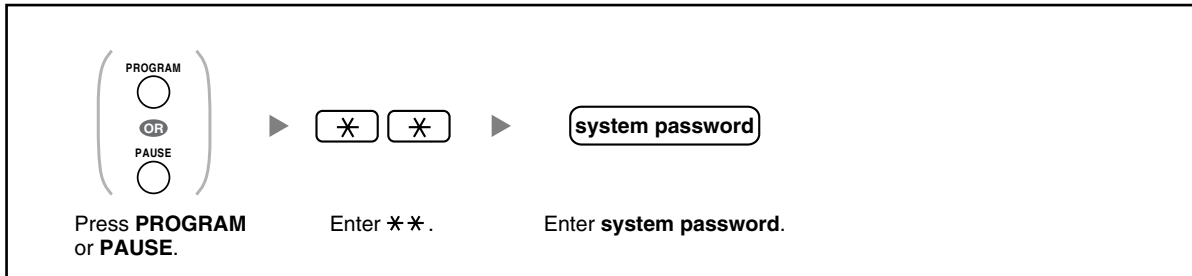 PROGRAM
OR
PAUSE
* *
system password
Press PROGRAM
or PAUSE.
Enter **.
Enter system password.